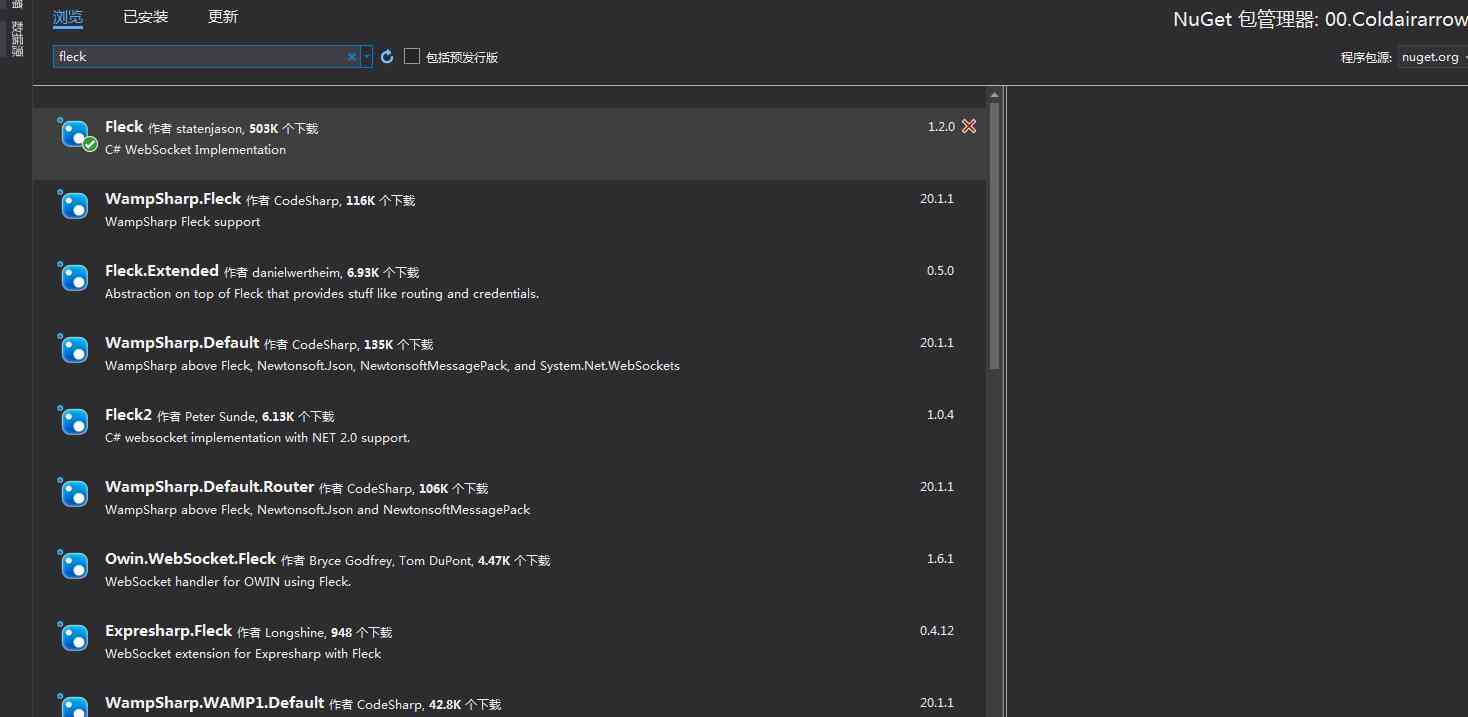 数据源
浏览 已安装 更新
NuGet 包管理器: 00.Coldairarrow
fleck
包括预发行版
程序包源: nuget.org
Fleck 作者 statenjason, 503K 个下载 1.2.0
C# WebSocket Implementation
WampSharp.Fleck 作者 CodeSharp, 116K 个下载 20.1.1
WampSharp Fleck support
Fleck.Extended 作者 danielwertheim, 6.93K 个下载 0.5.0
Abstraction on top of Fleck that provides stuff like routing and credentials.
WampSharp.Default 作者 CodeSharp, 135K 个下载 20.1.1
WampSharp above Fleck, Newtonsoft.Json, NewtonsoftMessagePack, and System.Net.WebSockets
Fleck2 作者 Peter Sunde, 6.13K 个下载 1.0.4
C# websocket implementation with NET 2.0 support.
WampSharp.Default.Router 作者 CodeSharp, 106K 个下载 20.1.1
WampSharp above Fleck, Newtonsoft.Json and NewtonsoftMessagePack
Owin.WebSocket.Fleck 作者 Bryce Godfrey, Tom DuPont, 4.47K 个下载 1.6.1
WebSocket handler for OWIN using Fleck.
Expresharp.Fleck 作者 Longshine, 948 个下载 0.4.12
WebSocket extension for Expresharp with Fleck
WampSharp.WAMP1.Default 作者 CodeSharp, 42.8K 个下载 20.1.1